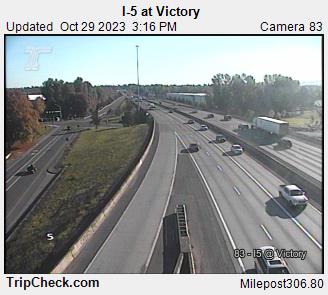 I-5 at Victory
Updated Oct 29 2023 3:16 PM Camera 83
S
83 - I5 @ Victory
TripCheck.com Milepost306.80